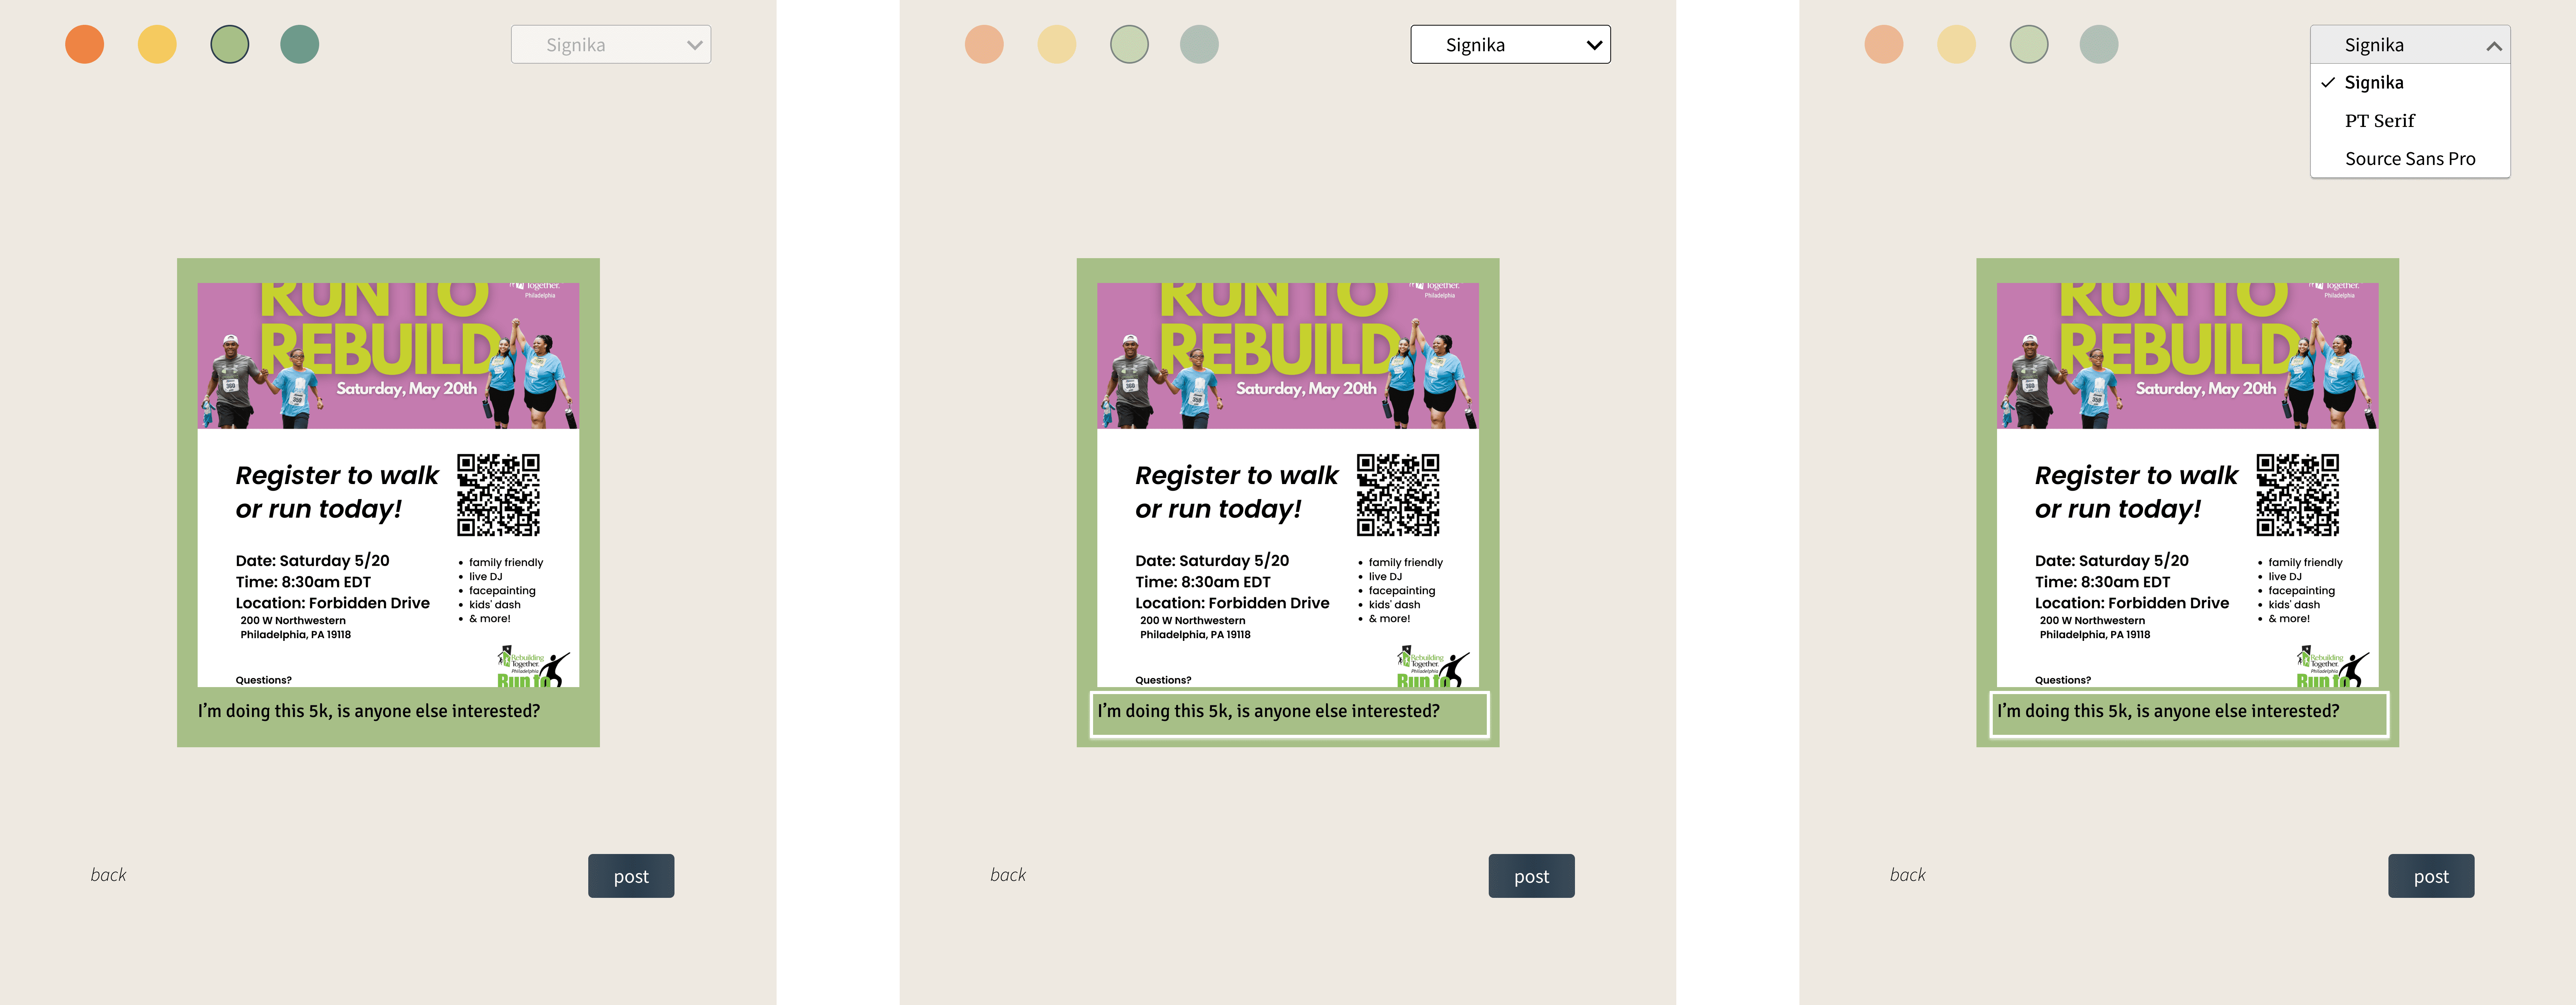 Signika
RUN TO
Together.
Philadelphia
REBUILD
Saturday, May 20th
Register to walk
or run today!
Date: Saturday 5/20
Time: 8:30am EDT
Location: Forbidden Drive
200 W Northwestern
Philadelphia, PA 19118
• family friendly
• live DJ
• facepainting
• kids' dash
• & more!
Rebuilding
Together.
Philadelphia
Run to
Questions?
I'm doing this 5k, is anyone else interested?
back
post
Signika
RUN TO
Together.
Philadelphia
REBUILD
Saturday, May 20th
Register to walk
or run today!
Date: Saturday 5/20
Time: 8:30am EDT
Location: Forbidden Drive
200 W Northwestern
Philadelphia, PA 19118
• family friendly
• live DJ
• facepainting
• kids' dash
• & more!
Rebuilding
Together.
Philadelphia
Run to
Questions?
I'm doing this 5k, is anyone else interested?
back
post
Signika
Signika
PT Serif
Source Sans Pro
RUN TO
Together.
Philadelphia
REBUILD
Saturday, May 20th
Register to walk
or run today!
Date: Saturday 5/20
Time: 8:30am EDT
Location: Forbidden Drive
200 W Northwestern
Philadelphia, PA 19118
• family friendly
• live DJ
• facepainting
• kids' dash
• & more!
Rebuilding
Together.
Philadelphia
Run to
Questions?
I'm doing this 5k, is anyone else interested?
back
post